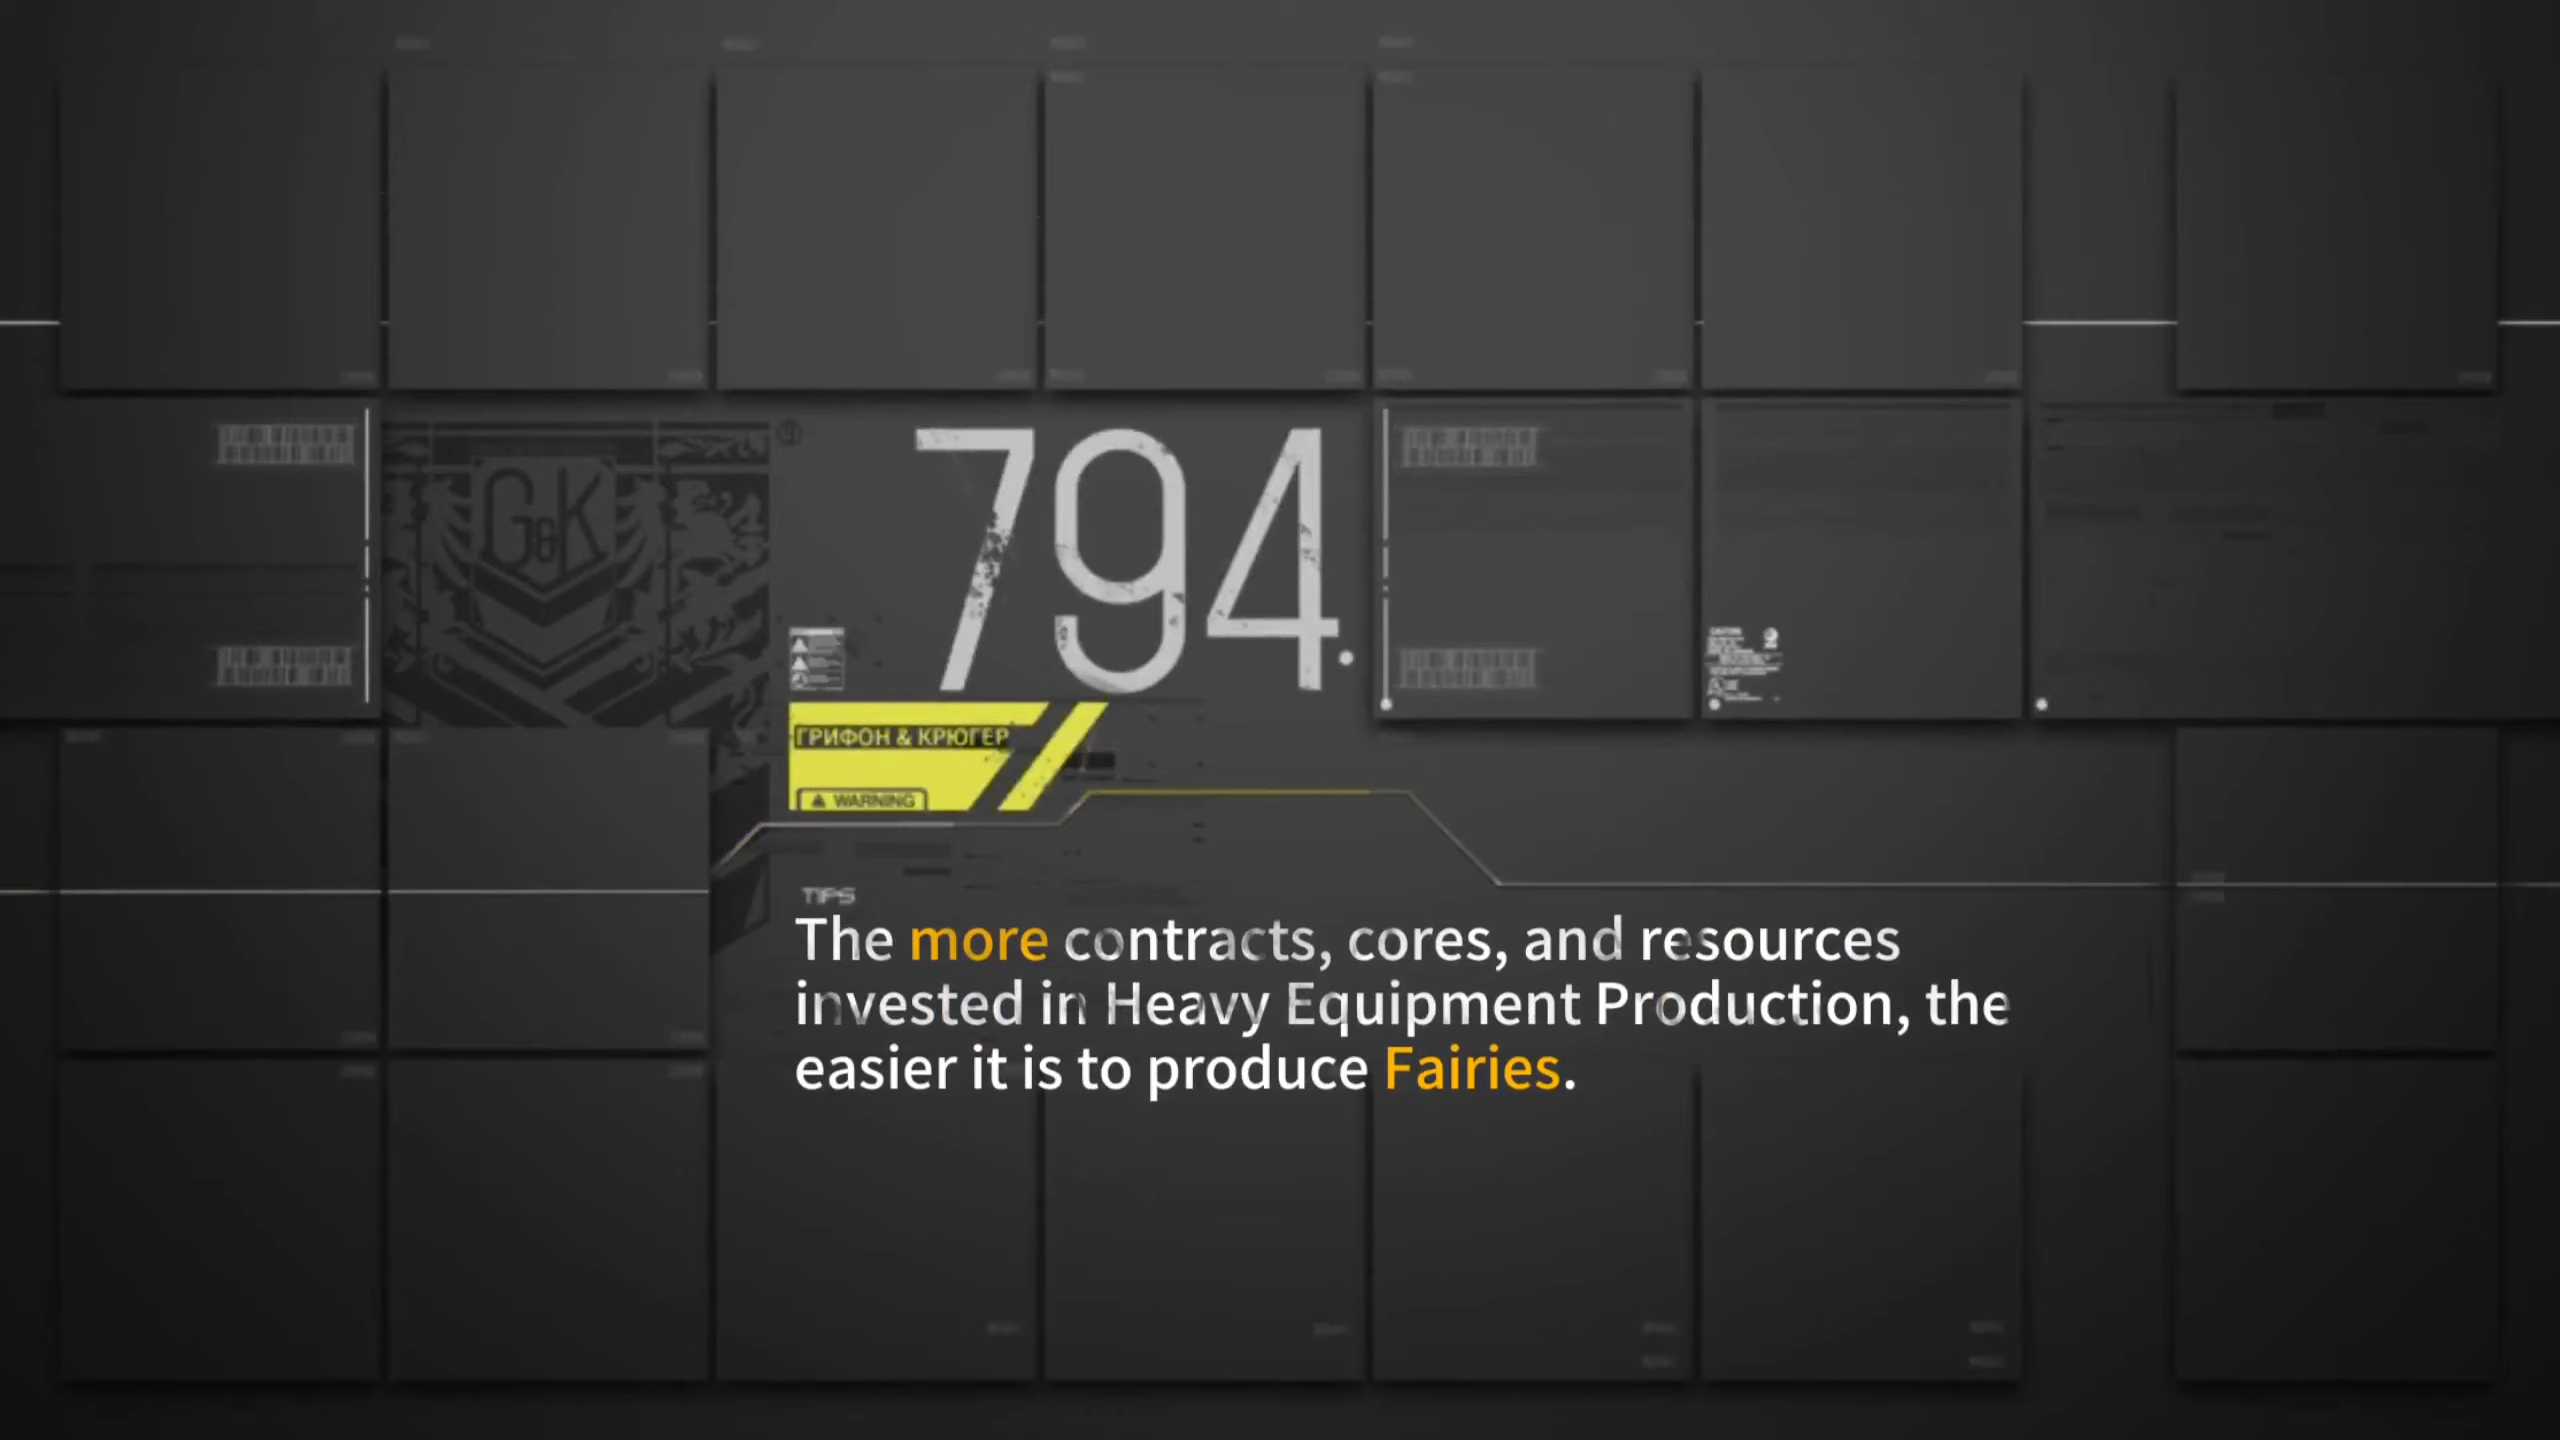 G&K
794.
ГРИФОН & КРЮГЕР
WARNING
TIPS
The more contracts, cores, and resources
invested in Heavy Equipment Production, the
easier it is to produce Fairies.
CAUTION